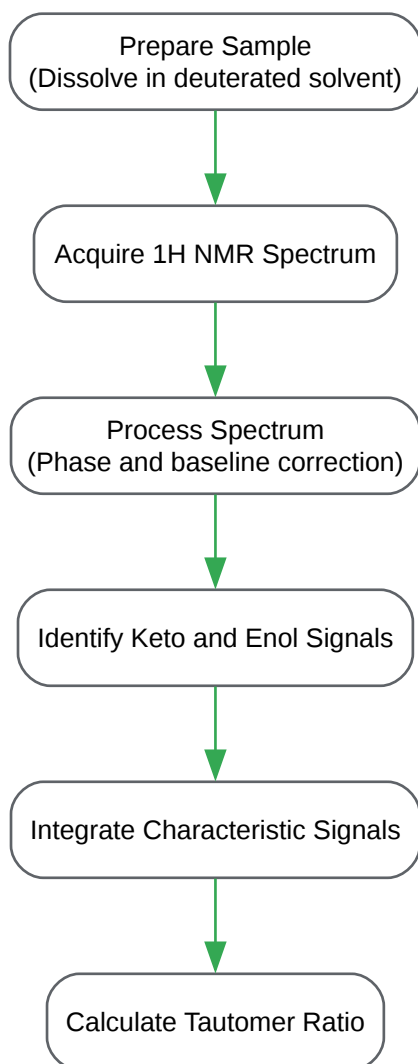 Prepare Sample
(Dissolve in deuterated solvent)
Acquire 1H NMR Spectrum
Process Spectrum
(Phase and baseline correction)
Identify Keto and Enol Signals
Integrate Characteristic Signals
Calculate Tautomer Ratio